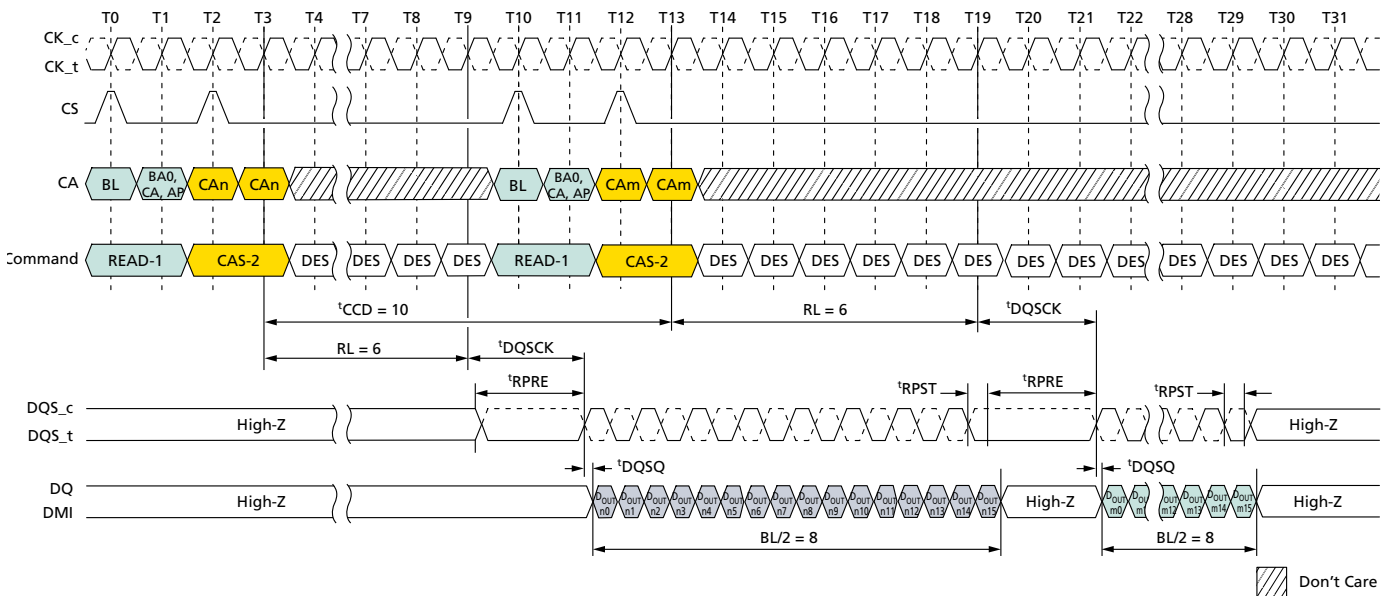 T0 T1 T2 T3 T4 T7 T8 T9 T10 T11 T12 T13 T14 T15 T16 T17 T18 T19 T20 T21 T22 T28 T29 T30 T31
CK_c
CK_t
CS
CA BL BA0, CA, AP CAn CAn BL BA0, CA, AP CAm CAm
Command READ-1 CAS-2 DES DES DES DES READ-1 CAS-2 DES DES DES DES DES DES DES DES DES DES DES DES DES
tCCD = 10 RL = 6 tDQSCK
RL = 6 tDQSCK
tRPRE tRPST tRPRE tRPST
DQS_c
DQS_t
High-Z High-Z
tDQSQ tDQSQ
DQ
DMI
High-Z DOUT n0 DOUT n1 DOUT n2 DOUT n3 DOUT n4 DOUT n5 DOUT n6 DOUT n7 DOUT n8 DOUT n9 DOUT n10 DOUT n11 DOUT n12 DOUT n13 DOUT n14 DOUT n15 High-Z DOUT m0 DOUT DOUT m12 DOUT m13 DOUT m14 DOUT m15 High-Z
BL/2 = 8 BL/2 = 8
Don't Care